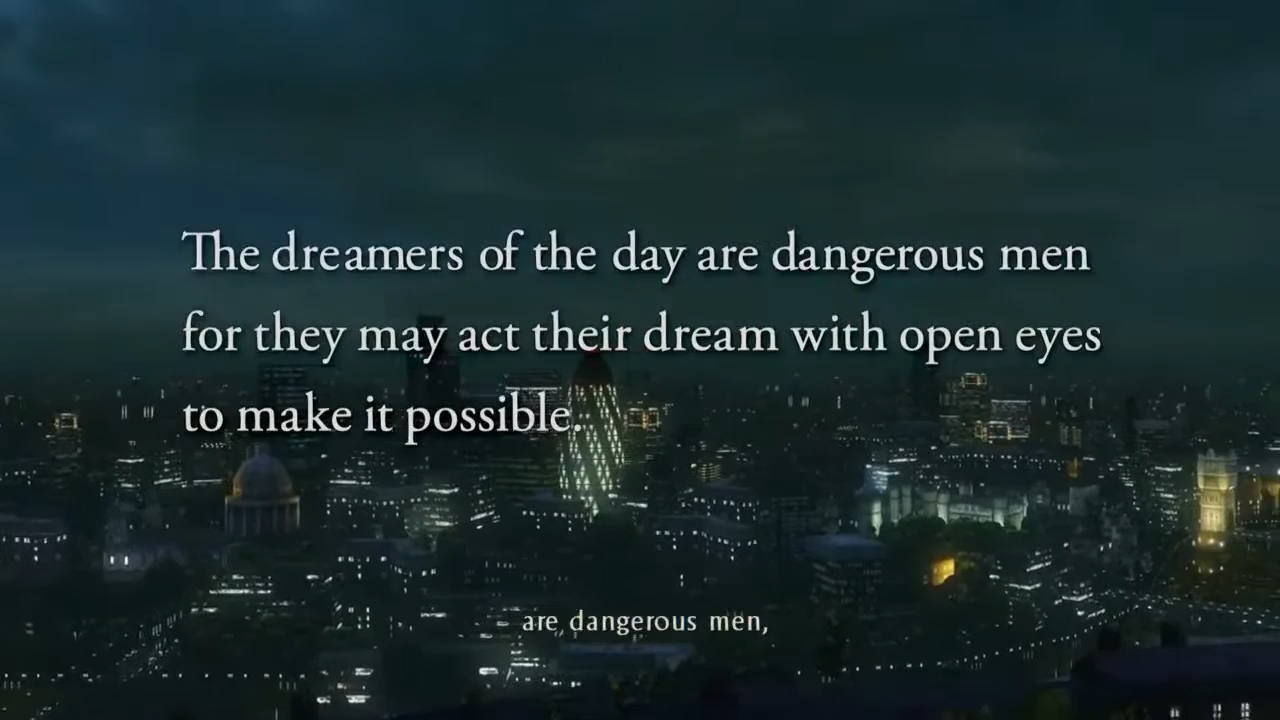 The dreamers of the day are dangerous men
for they may act their dream with open eyes
to make it possible.
are dangerous men,